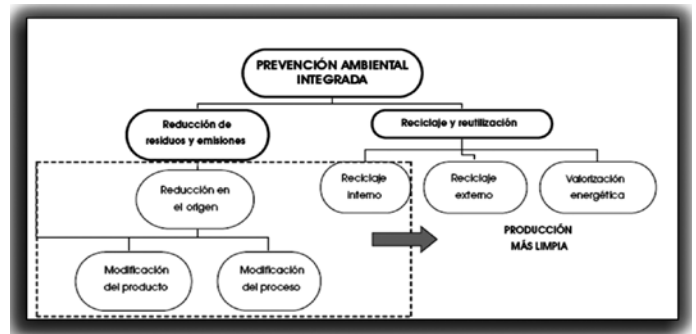 PREVENCIÓN AMBIENTAL
INTEGRADA
Reducción de
residuos y emisiones
Reciclaje y reutilización
Reducción en
el origen
Reciclaje
interno
Reciclaje
externo
Valorización
energética
PRODUCCIÓN
MÁS LIMPIA
Modificación
del producto
Modificación
del proceso